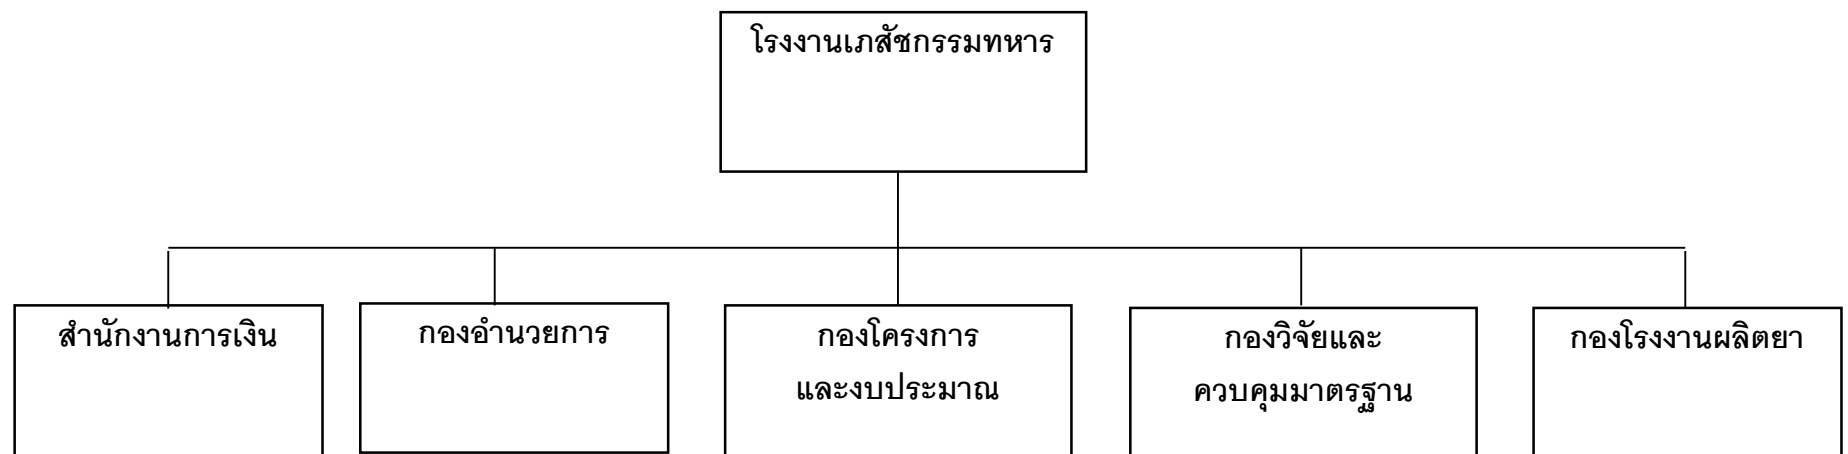 โรงงานเภสัชกรรมทหาร
สำนักงานการเงิน
กองอำนวยการ
กองโครงการ
และงบประมาณ
กองวิจัยและ
ควบคุมมาตรฐาน
กองโรงงานผลิตยา